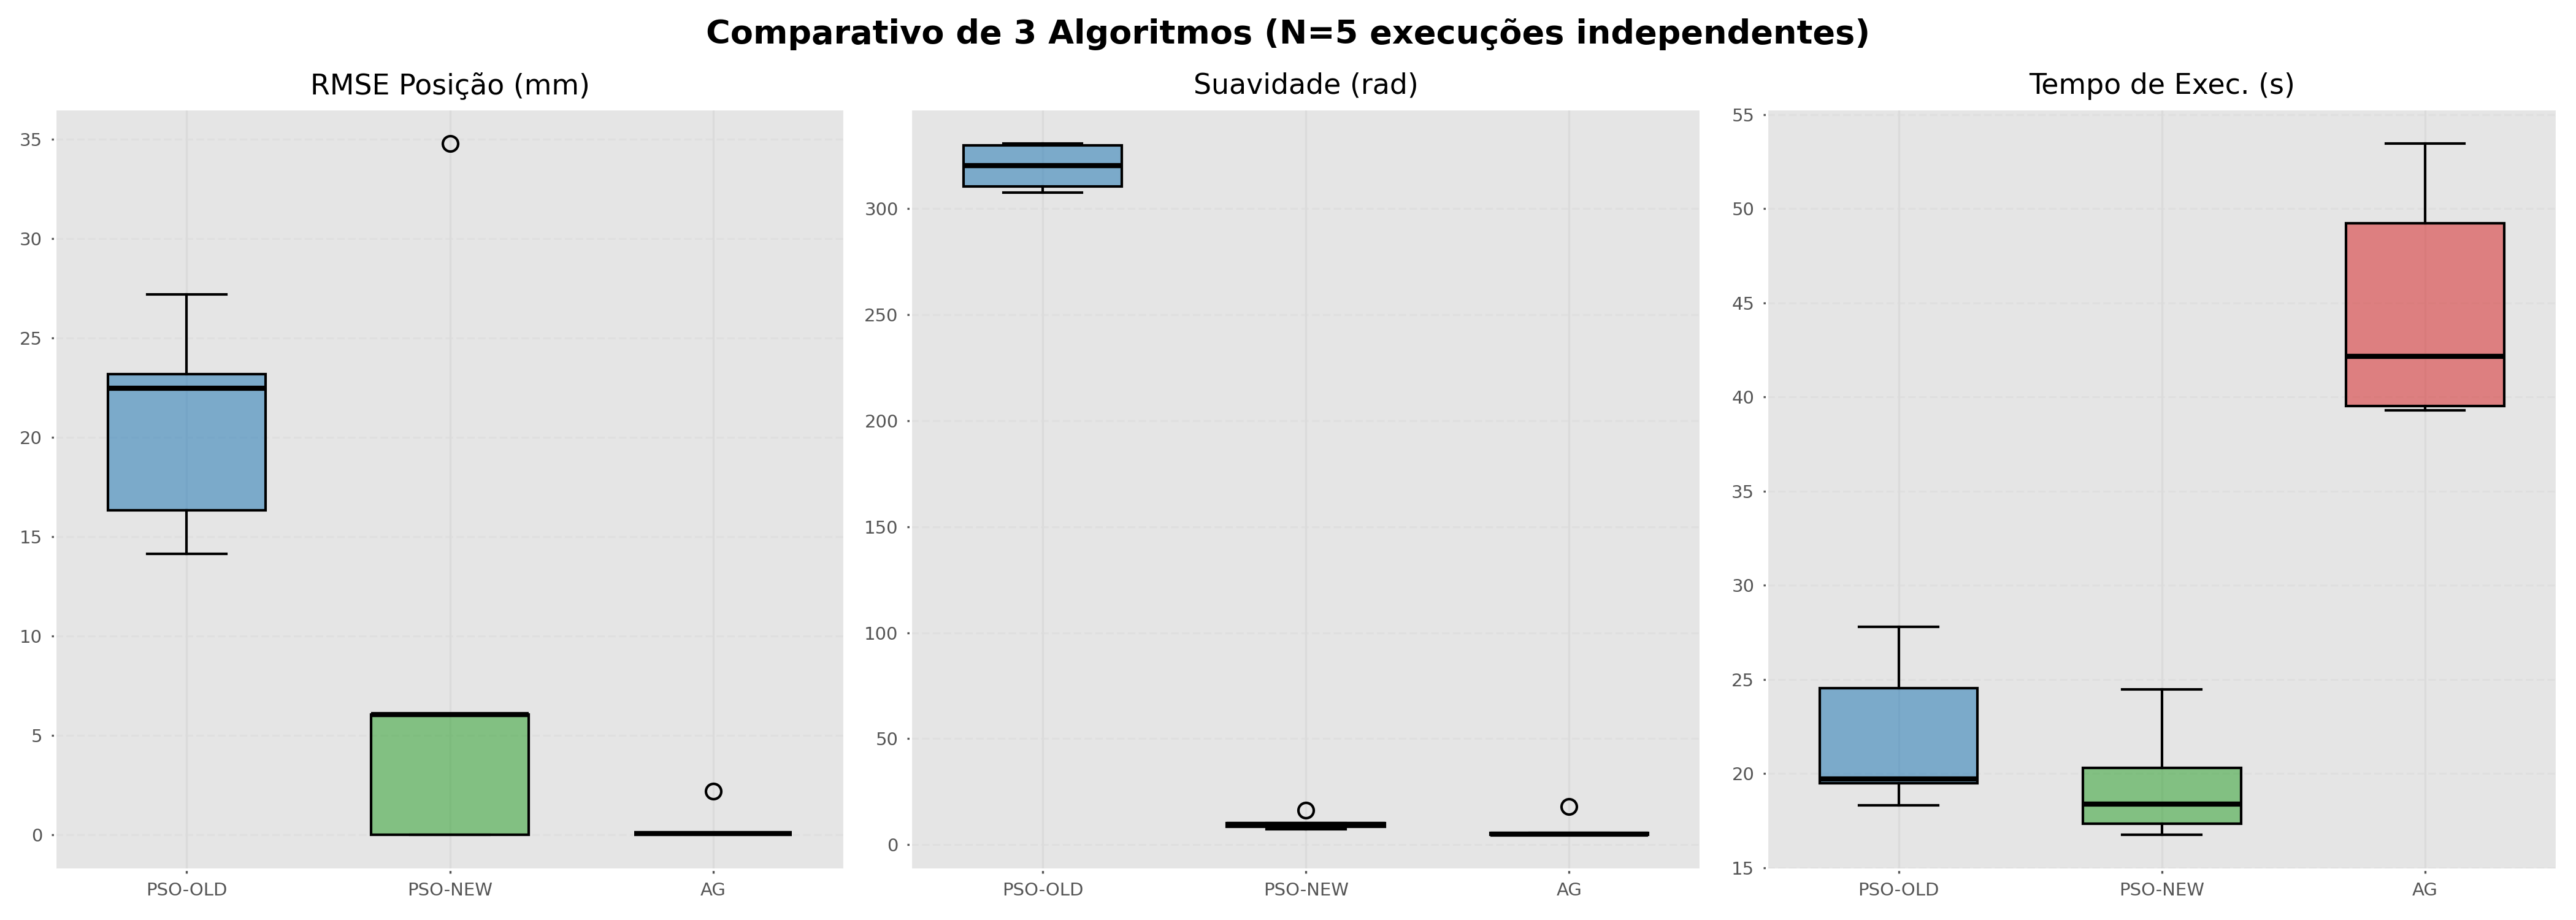 Comparativo de 3 Algoritmos (N=5 execuções independentes)
RMSE Posição (mm)
35
30
25
20
15
10
5
0
PSO-OLD
PSO-NEW
AG
Suavidade (rad)
300
250
200
150
100
50
0
PSO-OLD
PSO-NEW
AG
Tempo de Exec. (s)
55
50
45
40
35
30
25
20
15
PSO-OLD
PSO-NEW
AG